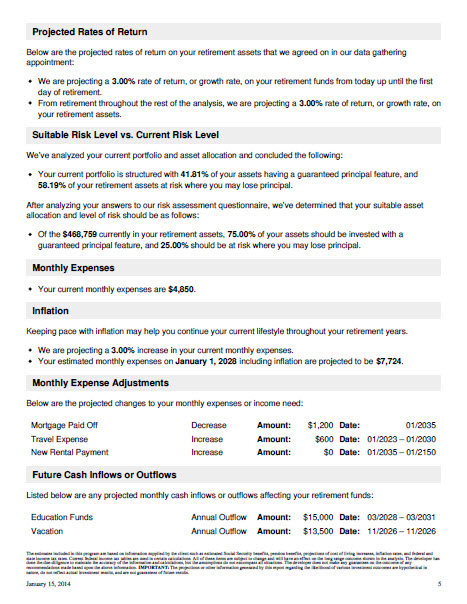 Projected Rates of Return
Below are the projected rates of return on your retirement assets that we agreed on in our data gathering
appointment:
• We are projecting a 3.00% rate of return, or growth rate, on your retirement funds from today up until the first
day of retirement.
• From retirement throughout the rest of the analysis, we are projecting a 3.00% rate of return, or growth rate, on
your retirement assets.
Suitable Risk Level vs. Current Risk Level
We've analyzed your current portfolio and asset allocation and concluded the following:
• Your current portfolio is structured with 41.81% of your assets having a guaranteed principal feature, and
58.19% of your retirement assets at risk where you may lose principal.
After analyzing your answers to our risk assessment questionnaire, we've determined that your suitable asset
allocation and level of risk should be as follows:
• Of the $468,759 currently in your retirement assets, 75.00% of your assets should be invested with a
guaranteed principal feature, and 25.00% should be at risk where you may lose principal.
Monthly Expenses
• Your current monthly expenses are $4,850.
Inflation
Keeping pace with inflation may help you continue your current lifestyle throughout your retirement years.
• We are projecting a 3.00% increase in your current monthly expenses.
• Your estimated monthly expenses on January 1, 2028 including inflation are projected to be $7,724.
Monthly Expense Adjustments
Below are the projected changes to your monthly expenses or income need:
Mortgage Paid Off Decrease Amount: $1,200 Date: 01/2035
Travel Expense Increase Amount: $600 Date: 01/2023 – 01/2030
New Rental Payment Increase Amount: $0 Date: 01/2035 – 01/2150
Future Cash Inflows or Outflows
Listed below are any projected monthly cash inflows or outflows affecting your retirement funds:
Education Funds Annual Outflow Amount: $15,000 Date: 03/2028 – 03/2031
Vacation Annual Outflow Amount: $13,500 Date: 11/2026 – 11/2026
The estimates included in this program are based on information supplied by the client such as estimated Social Security benefits, pension benefits, projections of cost of living increases, inflation rates, and federal and
state income tax rates. Current federal income tax tables are used in certain calculations. All of these items are subject to change and will have an effect on the long range outcome shown in the analysis. The developer has
done the due diligence to maintain the accuracy of the information and calculations, but the assumptions do not encompass all situations. The developer does not make any guarantees on the outcome of any
recommendations made based upon the above information. IMPORTANT: The projections or other information generated by this report regarding the likelihood of various investment outcomes are hypothetical in
nature, do not reflect actual investment results, and are not guarantees of future results.
January 15, 2014 5